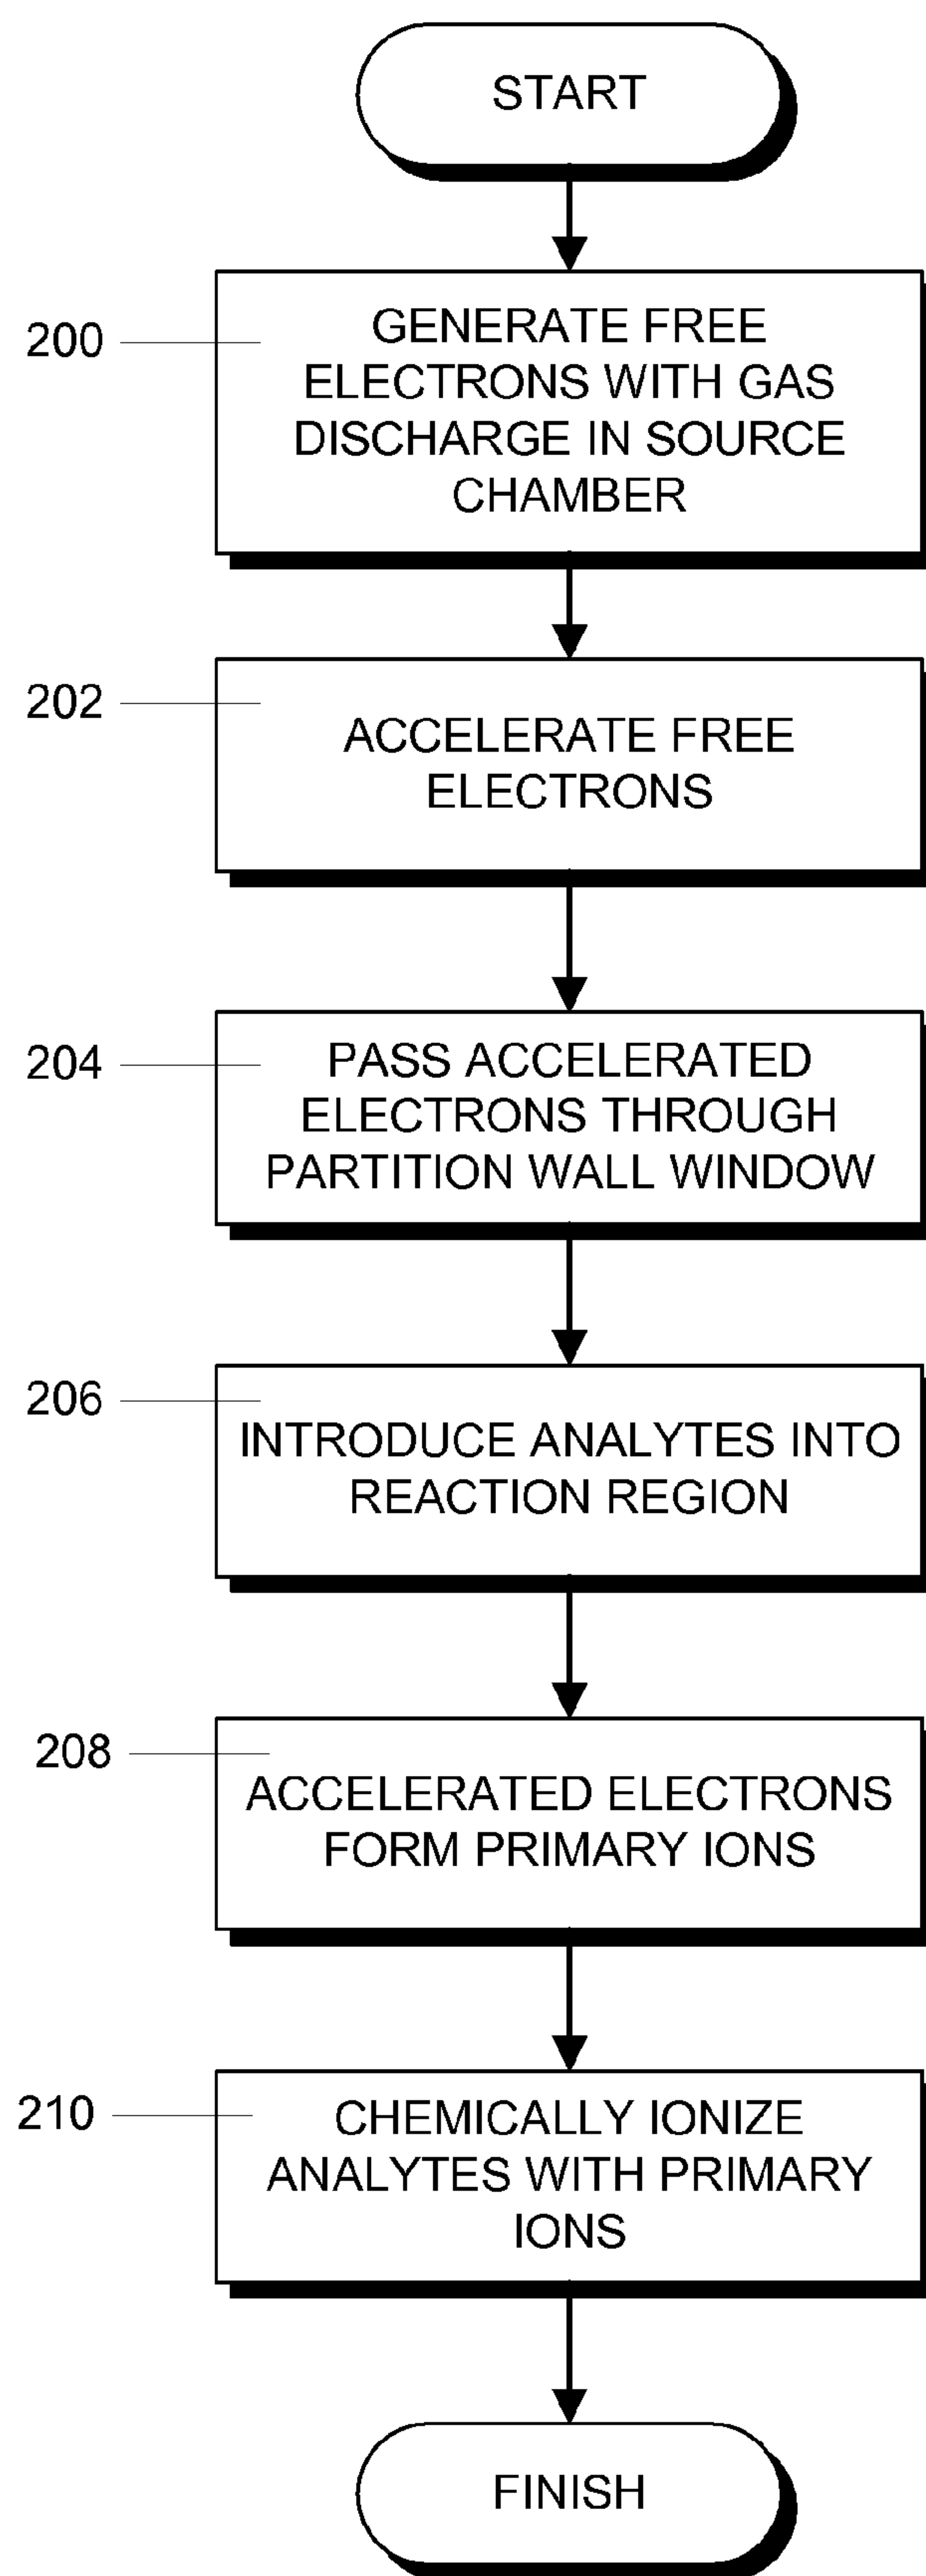 START
200
GENERATE FREE
ELECTRONS WITH GAS
DISCHARGE IN SOURCE
CHAMBER
202
ACCELERATE FREE
ELECTRONS
204
PASS ACCELERATED
ELECTRONS THROUGH
PARTITION WALL WINDOW
206
INTRODUCE ANALYTES INTO
REACTION REGION
208
ACCELERATED ELECTRONS
FORM PRIMARY IONS
210
CHEMICALLY IONIZE
ANALYTES WITH PRIMARY
IONS
FINISH